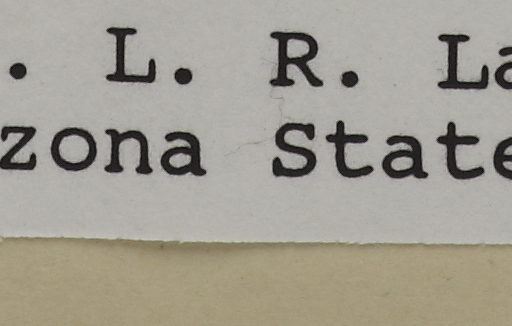 . L. R. La
zona State